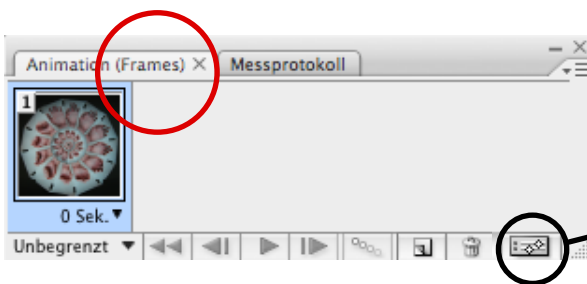 Animation (Frames) × Messprotokoll
1
0 Sek.
Unbegrenzt